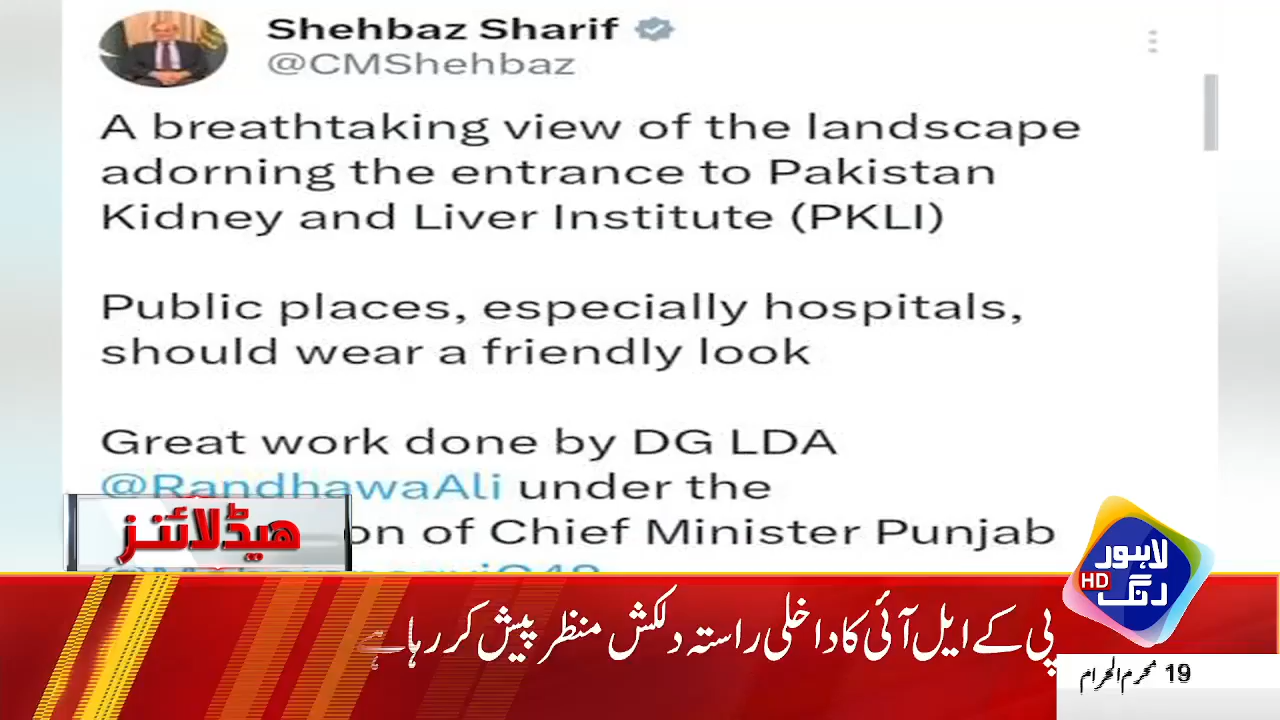 Shehbaz Sharif
@CMShehbaz
A breathtaking view of the landscape
adorning the entrance to Pakistan
Kidney and Liver Institute (PKLI)
Public places, especially hospitals,
should wear a friendly look
Great work done by DG LDA
@RandhawaAli under the
on of Chief Minister Punjab
ہیڈلائنز
لاہور
رنگ
HD
پی کے ایل آئی کا داخلی راستہ دلکش منظر پیش کر رہا ہے
19 محرم الحرام